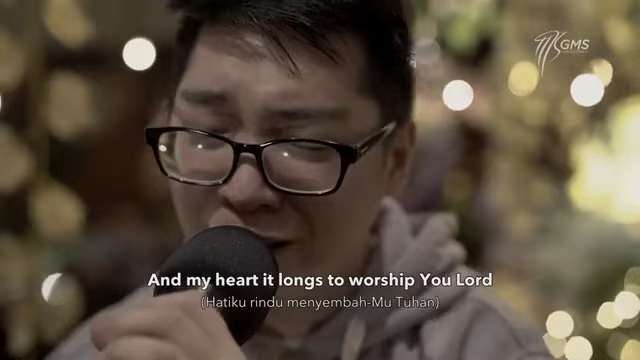 GMS
And my heart it longs to worship You Lord
(Hatiku rindu menyembah-Mu Tuhan)